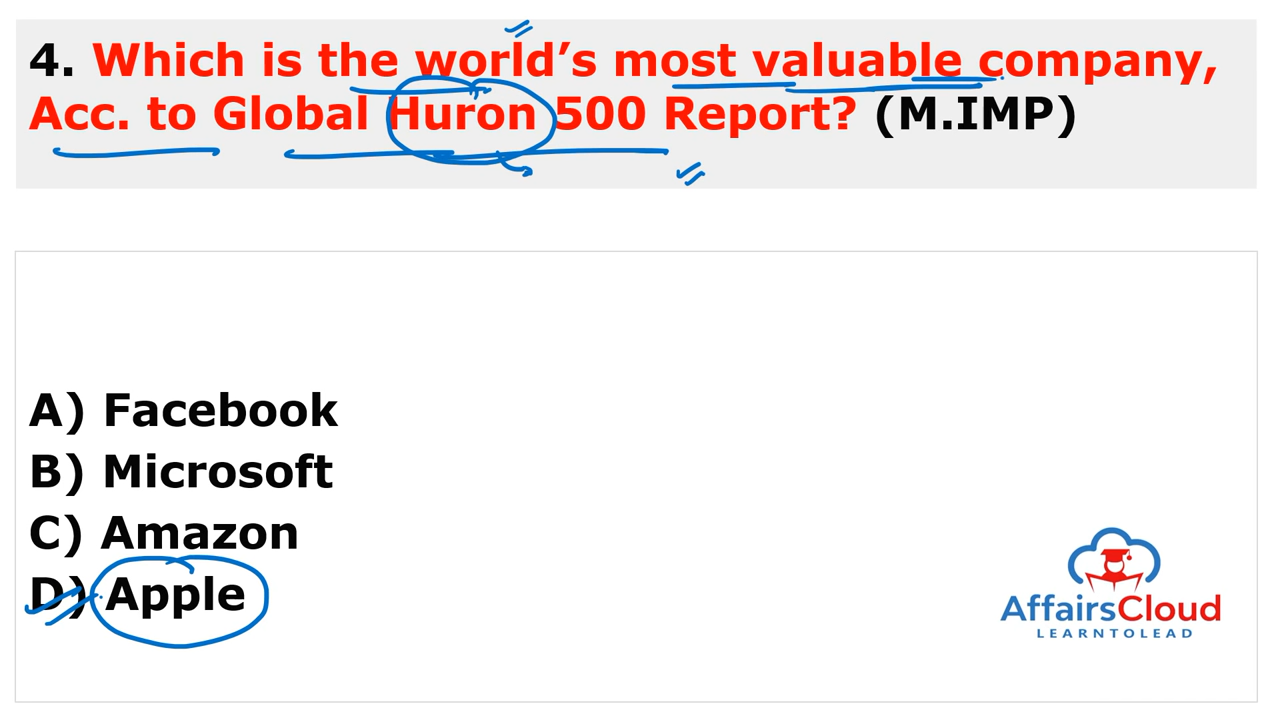 4. Which is the world’s most valuable company,
Acc. to Global Huron 500 Report? (M.IMP)
A) Facebook
B) Microsoft
C) Amazon
D) Apple
AffairsCloud
LEARNTOLEAD